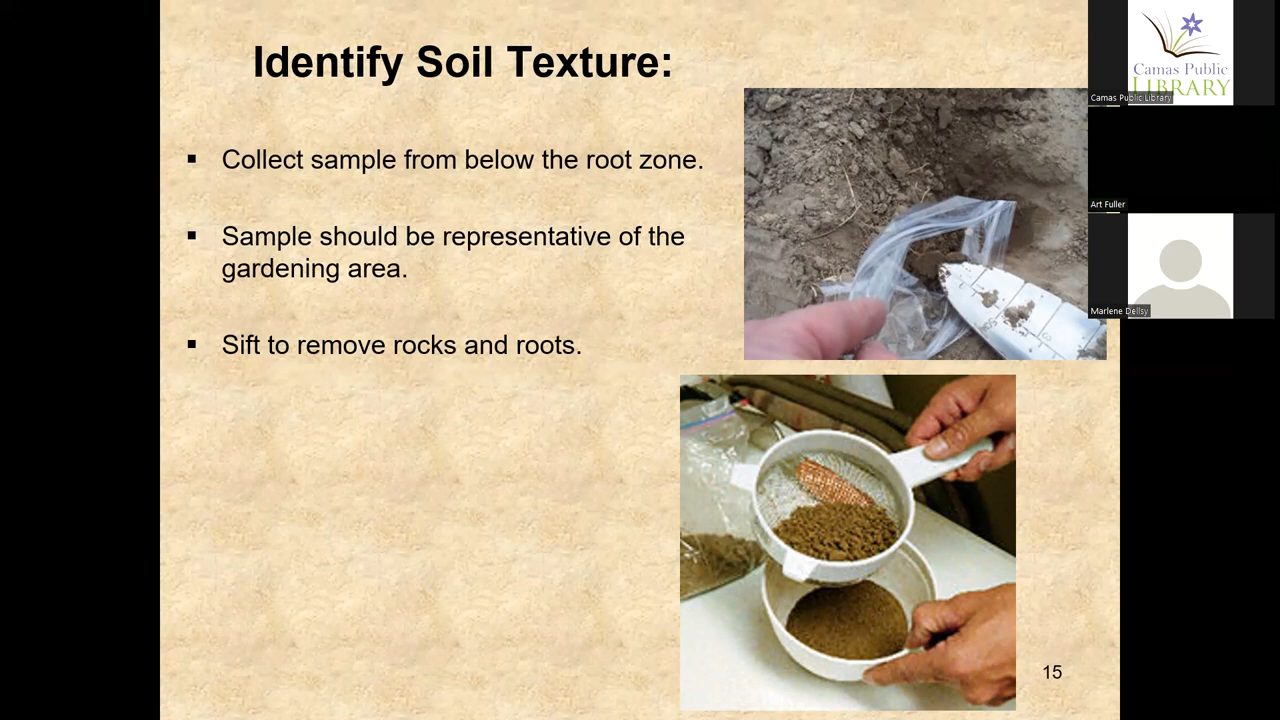 Identify Soil Texture:
▪ Collect sample from below the root zone.
▪ Sample should be representative of the
gardening area.
▪ Sift to remove rocks and roots.
15
Camas Public
LIBRARY
Camas Public Library
Art Fuller
Marlene Dellsy